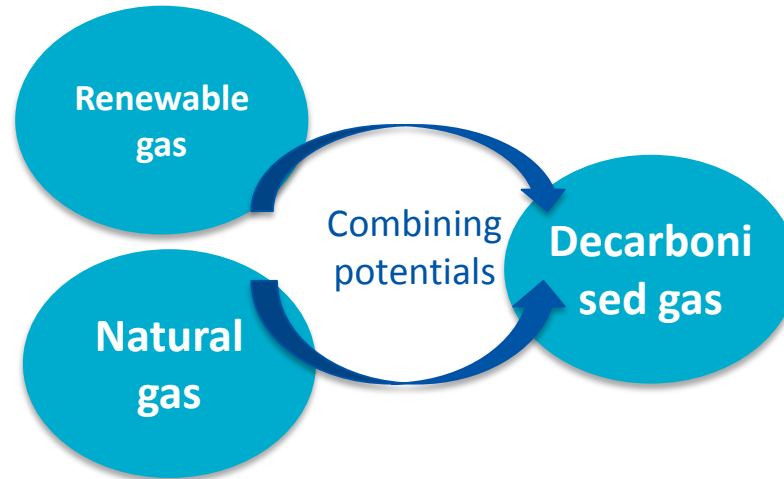 Renewable
gas
Combining
potentials
Decarboni
sed gas
Natural
gas